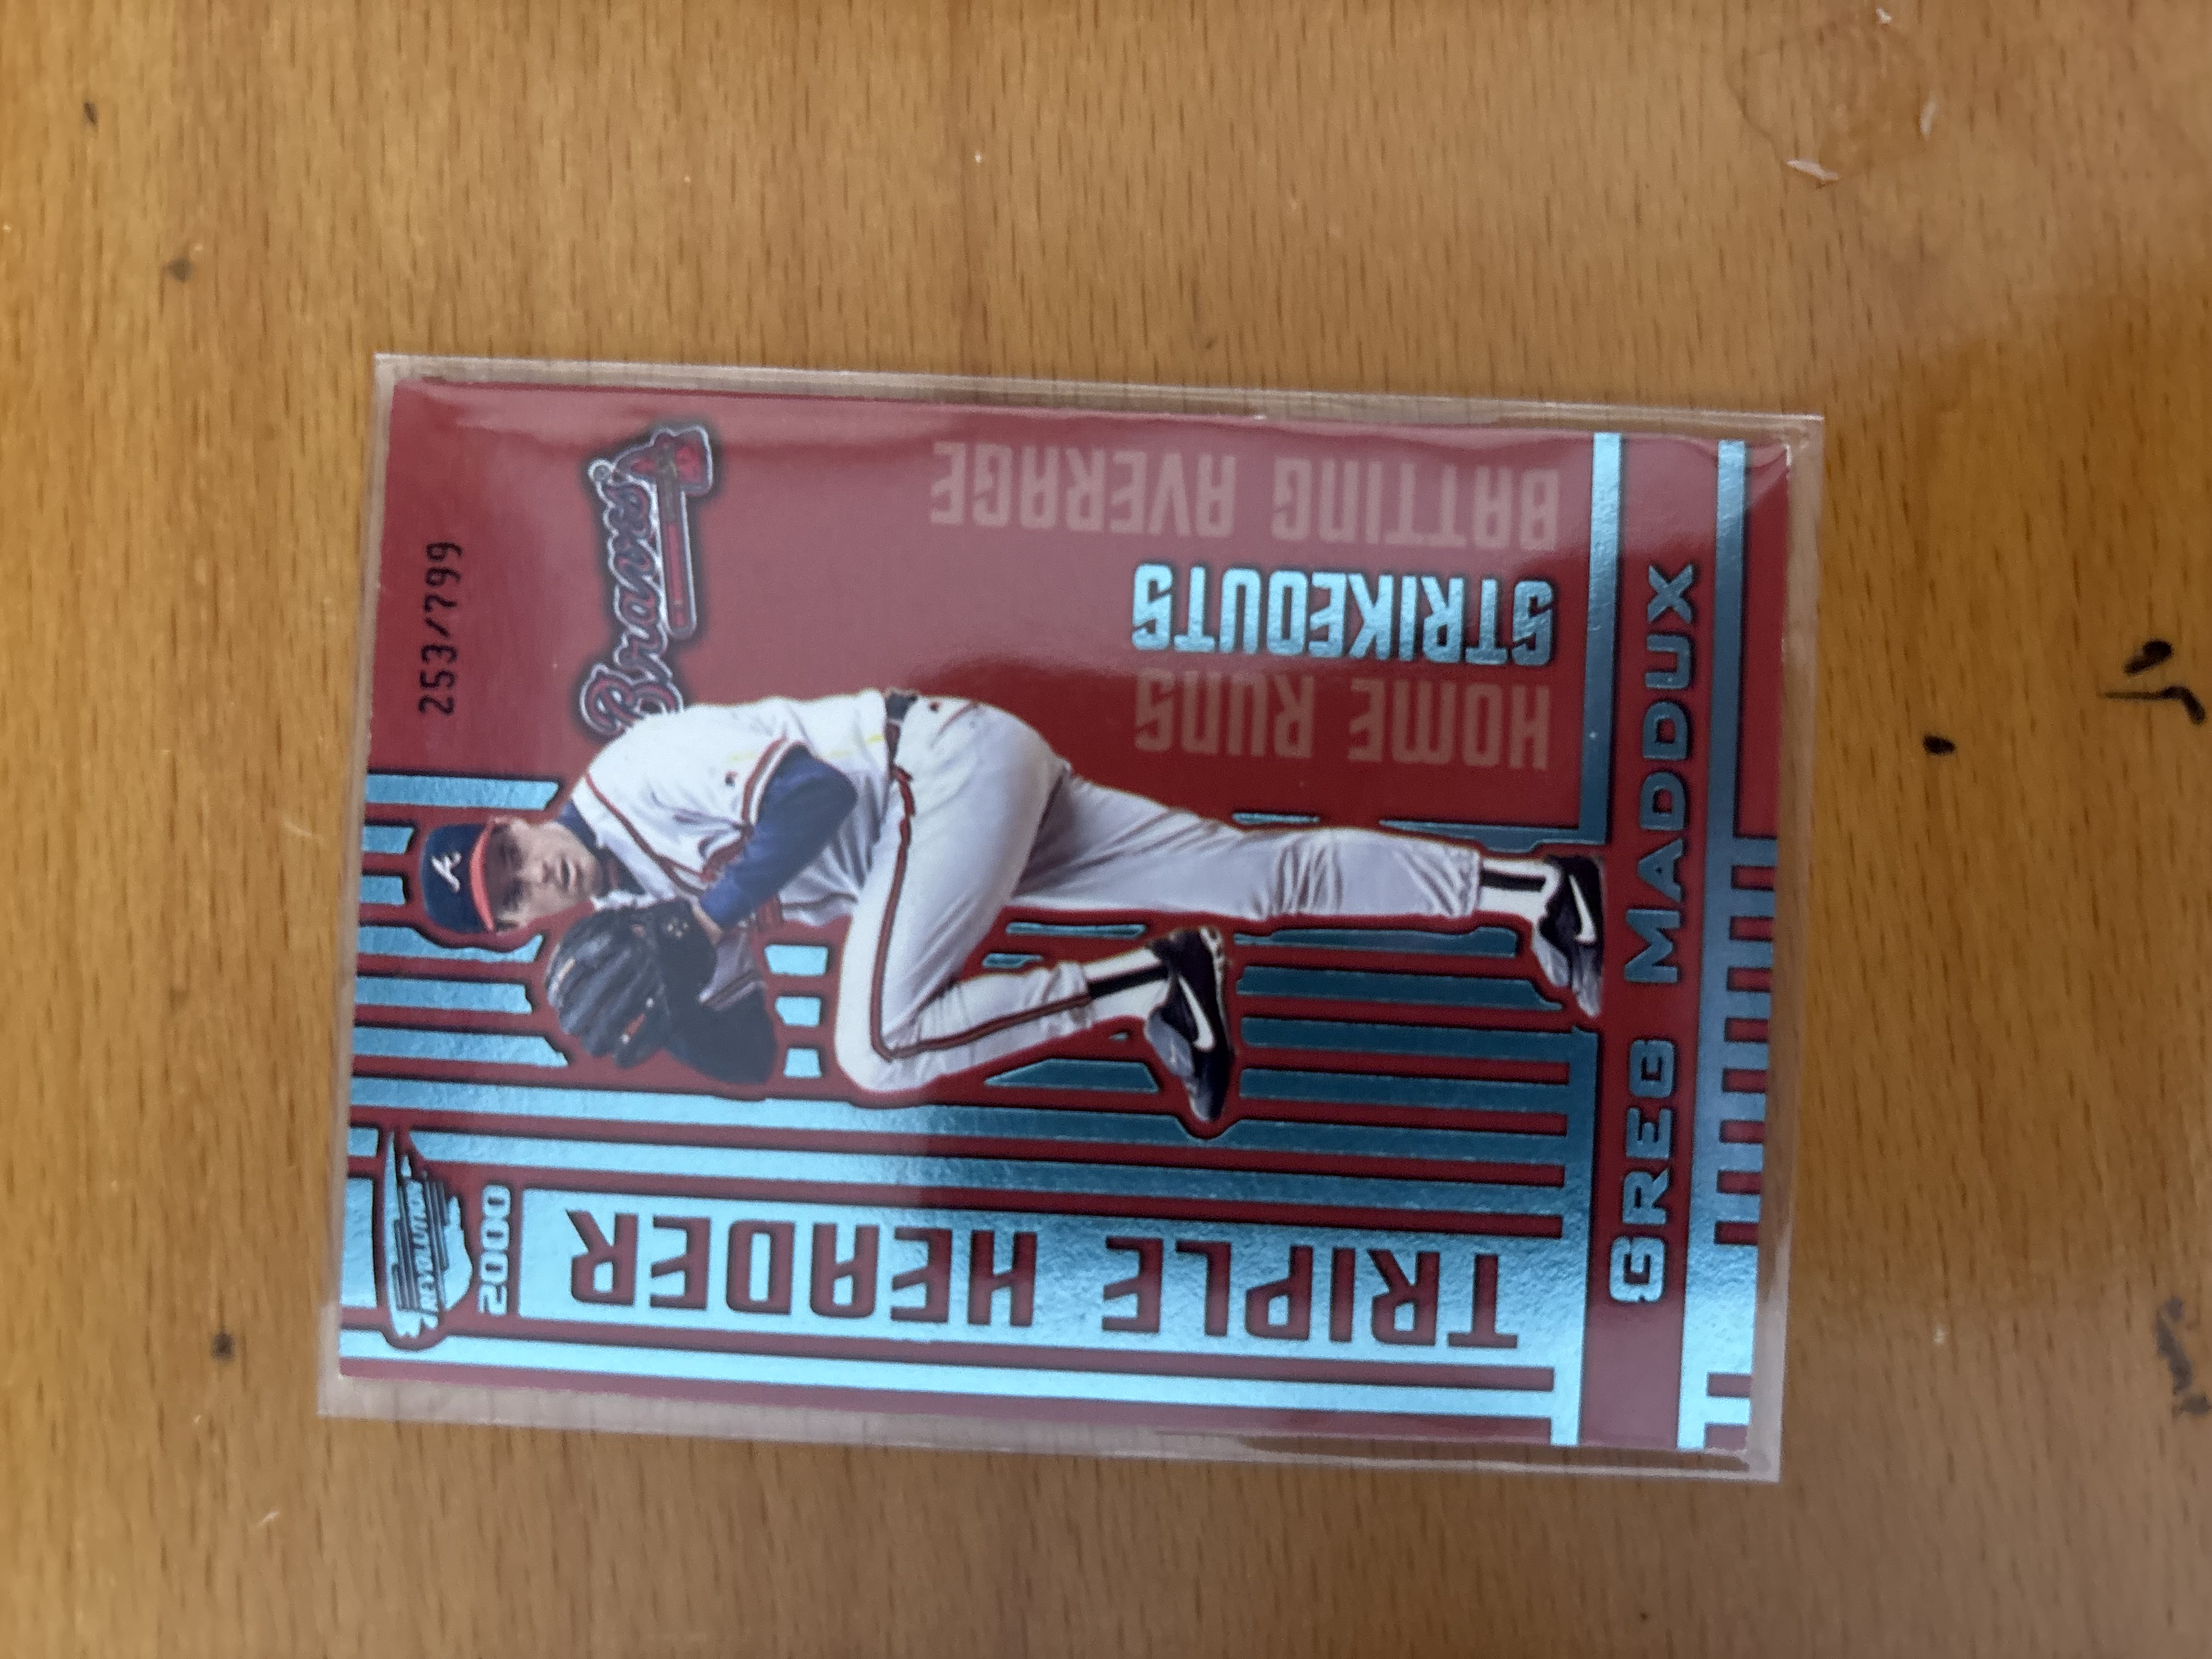 REVOLUTION
2000
253/799
A
Braves
TRIPLE HEADER
HOME RUNS
STRIKEOUTS
BATTING AVERAGE
GREG MADDUX